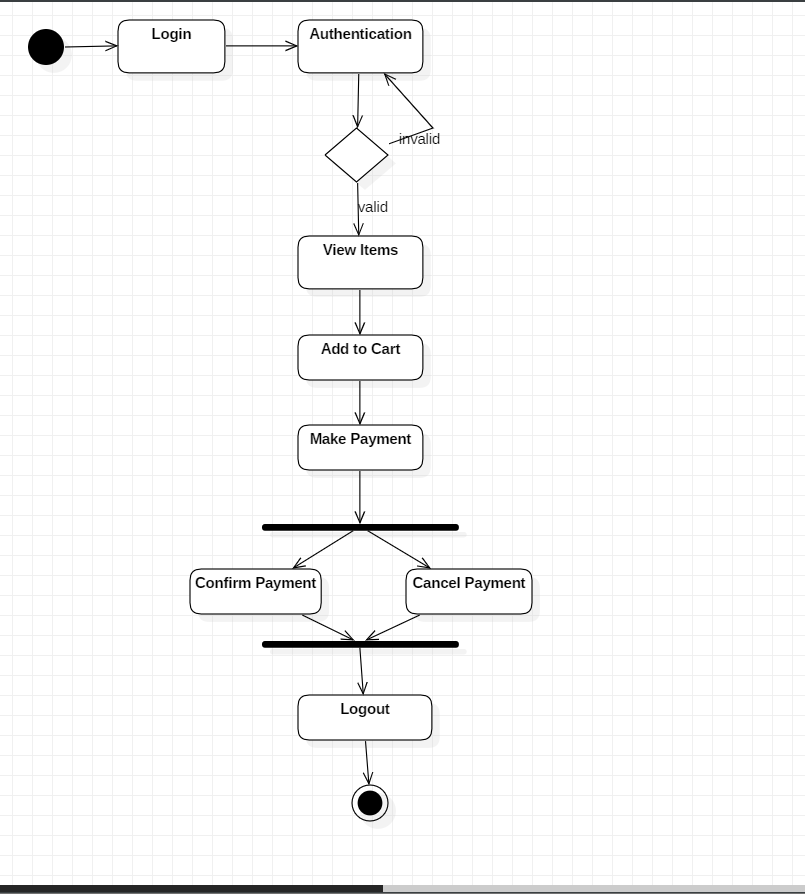 Login
Authentication
invalid
valid
View Items
Add to Cart
Make Payment
Confirm Payment
Cancel Payment
Logout